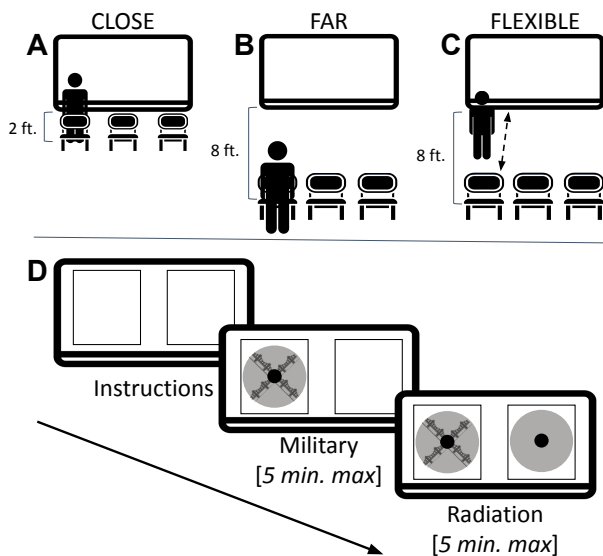 CLOSE
FAR
FLEXIBLE
A
B
C
2 ft.
8 ft.
8 ft.
D
Instructions
Military
[5 min. max]
Radiation
[5 min. max]